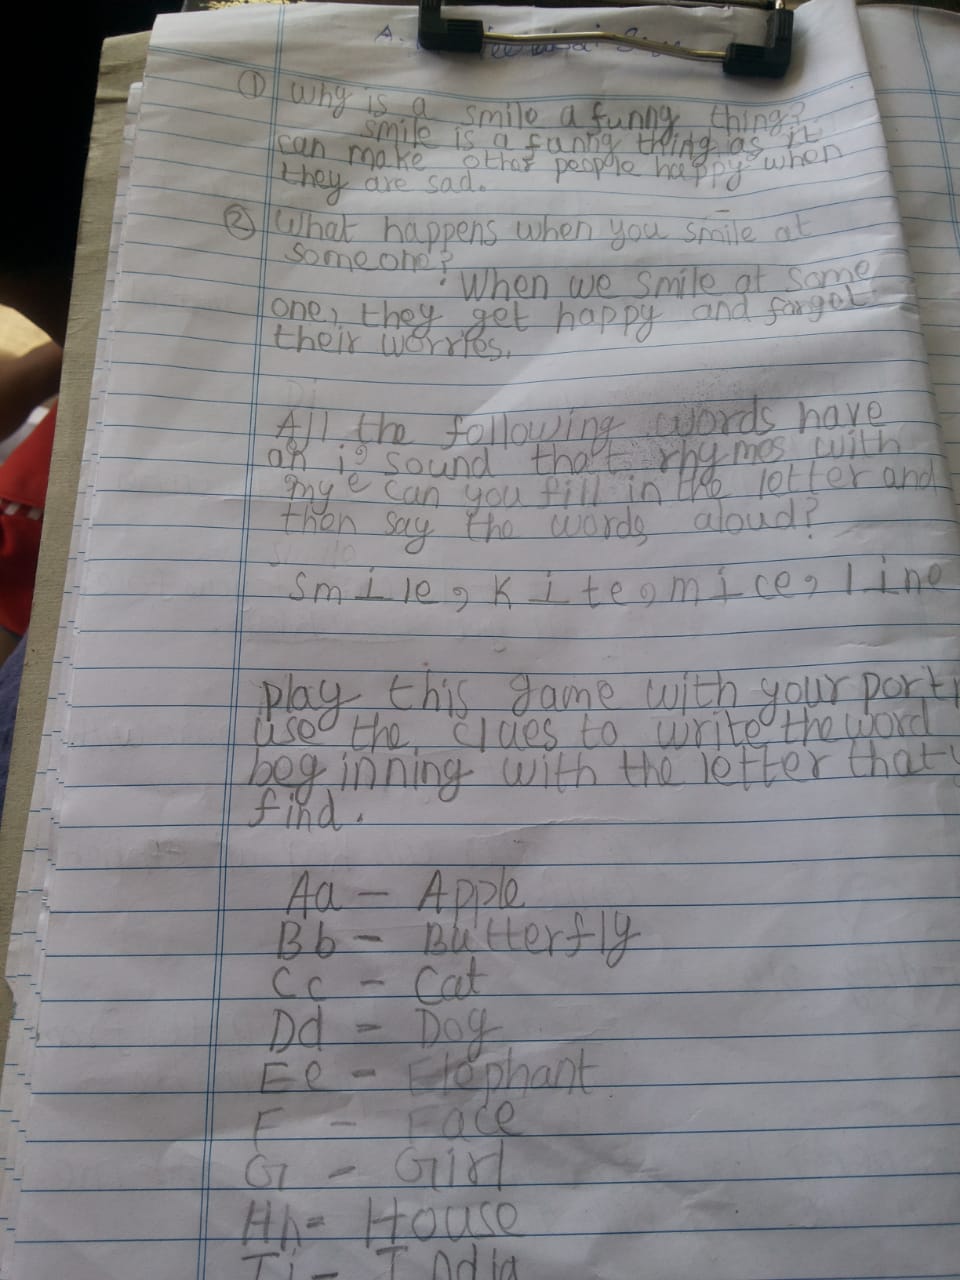 ① Why is a smile a funny thing?
smile is a funny thing as it
can make other people happy when
they are sad.
② What happens when you smile at
someone?
When we smile at some
one, they get happy and forget
their worries.
All the following words have
an i sound that rhymes with
my can you fill in the letter and
then say the words aloud?
Smile, Kite, mice, line
play this game with your
use the clues to write the word
beginning with the letter that
find.
Aa - Apple
Bb - Butterfly
Cc - Cat
Dd - Dog
Ee - Elephant
F - Face
G - Girl
Hh - House
Ii - India